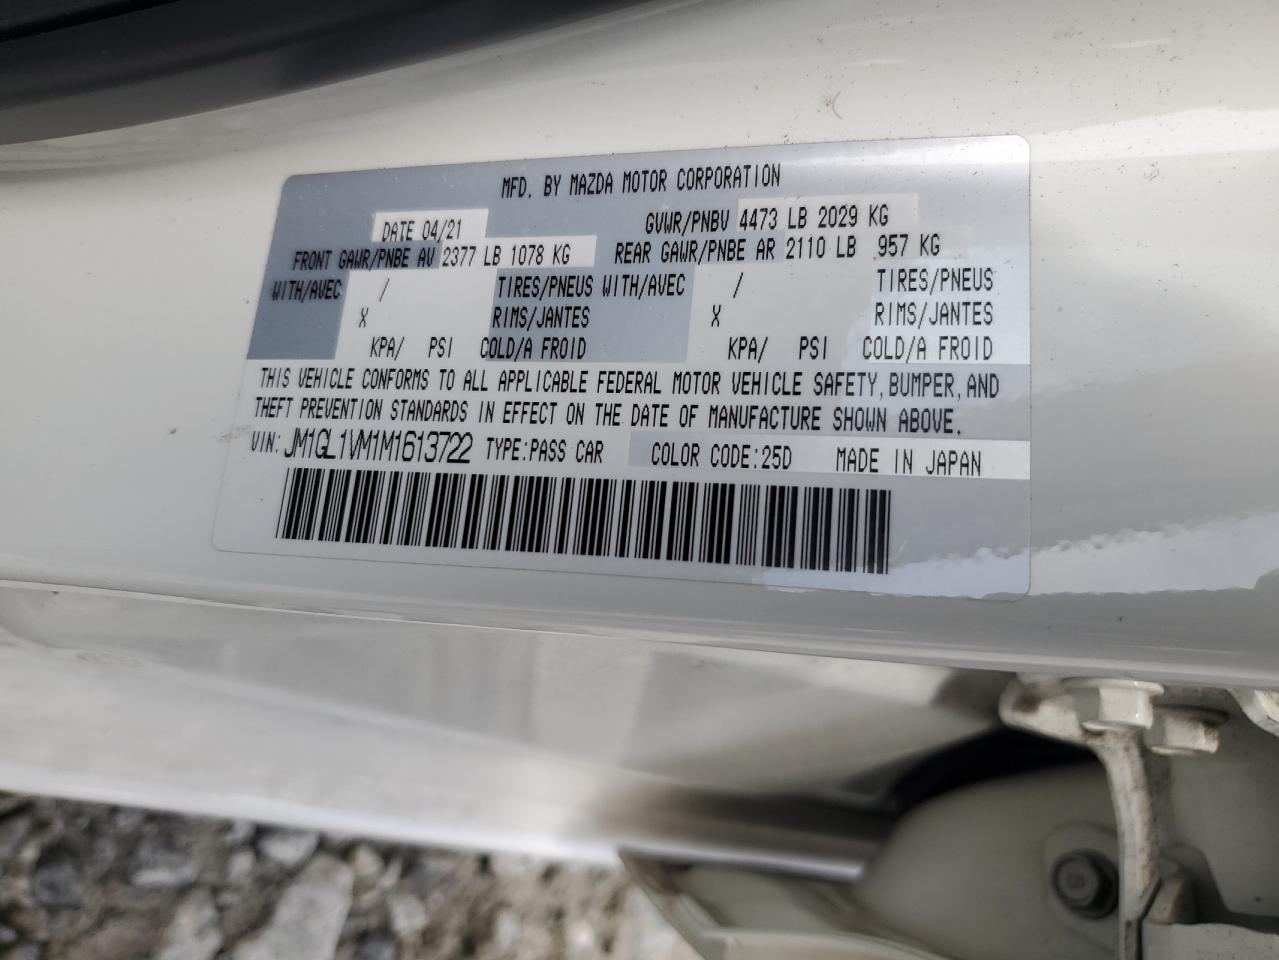 MFD. BY MAZDA MOTOR CORPORATION
DATE 04/21 GVWR/PNBV 4473 LB 2029 KG
FRONT GAWR/PNBE AV 2377 LB 1078 KG REAR GAWR/PNBE AR 2110 LB 957 KG
WITH/AVEC / TIRES/PNEUS WITH/AVEC / TIRES/PNEUS
X RIMS/JANTES X RIMS/JANTES
KPA/ PSI COLD/A FROID KPA/ PSI COLD/A FROID
THIS VEHICLE CONFORMS TO ALL APPLICABLE FEDERAL MOTOR VEHICLE SAFETY, BUMPER, AND
THEFT PREVENTION STANDARDS IN EFFECT ON THE DATE OF MANUFACTURE SHOWN ABOVE.
VIN: JM1GL1VM1M1613722 TYPE:PASS CAR COLOR CODE:25D MADE IN JAPAN